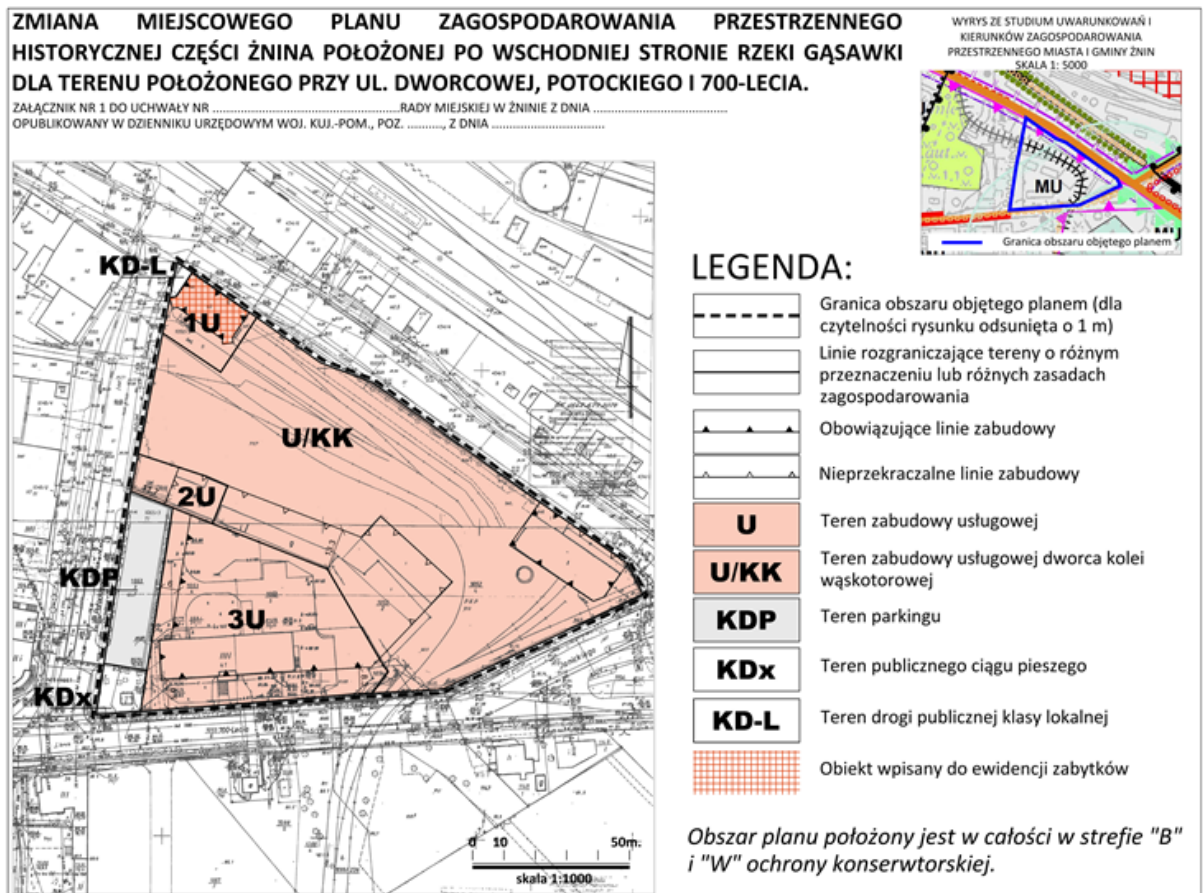 ZMIANA MIEJSCOWEGO PLANU ZAGOSPODAROWANIA PRZESTRZENNEGO
HISTORYCZNEJ CZĘŚCI ŻNINA POŁOŻONEJ PO WSCHODNIEJ STRONIE RZEKI GĄSAWKI
DLA TERENU POŁOŻONEGO PRZY UL. DWORCOWEJ, POTOCKIEGO I 700-LECIA.
ZAŁĄCZNIK NR 1 DO UCHWAŁY NR ................................................RADY MIEJSKIEJ W ŻNINIE Z DNIA ..................................
OPUBLIKOWANY W DZIENNIKU URZĘDOWYM WOJ. KUJ.-POM., POZ. ........., Z DNIA .............................
WYRYS ZE STUDIUM UWARUNKOWAŃ I
KIERUNKÓW ZAGOSPODAROWANIA
PRZESTRZENNEGO MIASTA I GMINY ŻNIN
SKALA 1: 5000
MU
Granica obszaru objętego planem
KD-L
1U
U/KK
2U
KDP
3U
KDx
700-Lecia
0 10 50m.
skala 1:1000
LEGENDA:
Granica obszaru objętego planem (dla
czytelności rysunku odsunięta o 1 m)
Linie rozgraniczające tereny o różnym
przeznaczeniu lub różnych zasadach
zagospodarowania
Obowiązujące linie zabudowy
Nieprzekraczalne linie zabudowy
U Teren zabudowy usługowej
U/KK Teren zabudowy usługowej dworca kolei
wąskotorowej
KDP Teren parkingu
KDx Teren publicznego ciągu pieszego
KD-L Teren drogi publicznej klasy lokalnej
Obiekt wpisany do ewidencji zabytków
Obszar planu położony jest w całości w strefie "B"
i "W" ochrony konserwtorskiej.